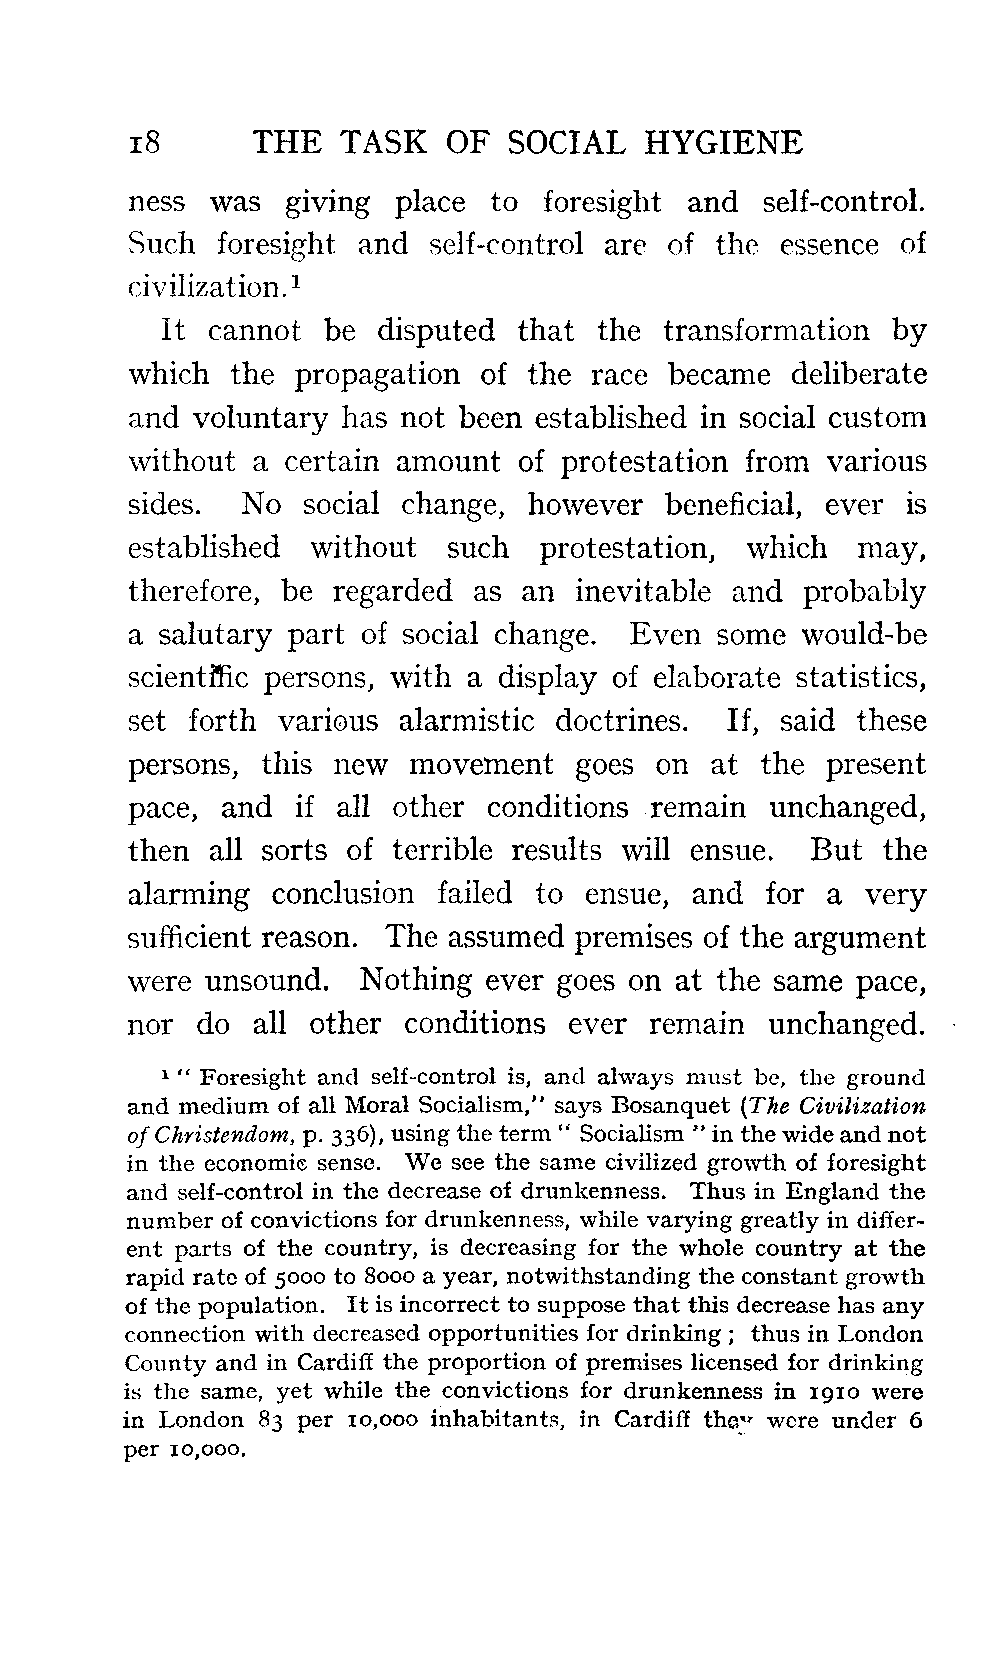 18 THE TASK OF SOCIAL HYGIENE
ness was giving place to foresight and self-control.
Such foresight and self-control are of the essence of
civilization.¹
It cannot be disputed that the transformation by
which the propagation of the race became deliberate
and voluntary has not been established in social custom
without a certain amount of protestation from various
sides. No social change, however beneficial, ever is
established without such protestation, which may,
therefore, be regarded as an inevitable and probably
a salutary part of social change. Even some would-be
scientific persons, with a display of elaborate statistics,
set forth various alarmistic doctrines. If, said these
persons, this new movement goes on at the present
pace, and if all other conditions remain unchanged,
then all sorts of terrible results will ensue. But the
alarming conclusion failed to ensue, and for a very
sufficient reason. The assumed premises of the argument
were unsound. Nothing ever goes on at the same pace,
nor do all other conditions ever remain unchanged.
¹ " Foresight and self-control is, and always must be, the ground
and medium of all Moral Socialism," says Bosanquet (The Civilization
of Christendom, p. 336), using the term " Socialism " in the wide and not
in the economic sense. We see the same civilized growth of foresight
and self-control in the decrease of drunkenness. Thus in England the
number of convictions for drunkenness, while varying greatly in differ-
ent parts of the country, is decreasing for the whole country at the
rapid rate of 5000 to 8000 a year, notwithstanding the constant growth
of the population. It is incorrect to suppose that this decrease has any
connection with decreased opportunities for drinking ; thus in London
County and in Cardiff the proportion of premises licensed for drinking
is the same, yet while the convictions for drunkenness in 1910 were
in London 83 per 10,000 inhabitants, in Cardiff they were under 6
per 10,000.